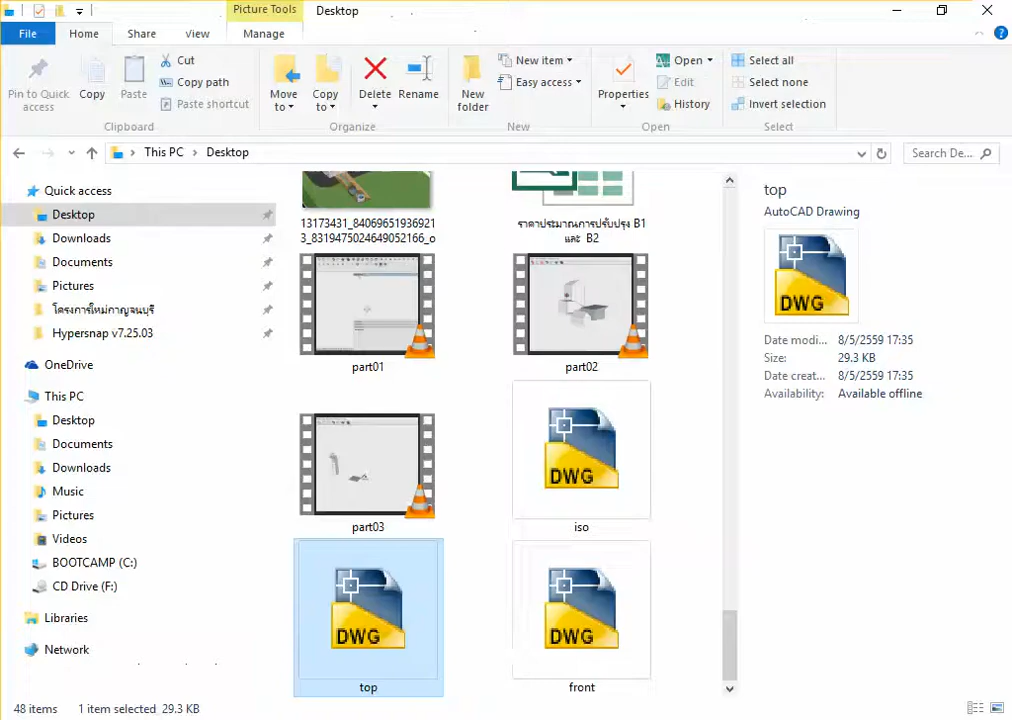 Picture Tools
Desktop
File
Home
Share
View
Manage
Pin to Quick access
Copy
Paste
Cut
Copy path
Paste shortcut
Clipboard
Move to
Copy to
Delete
Rename
Organize
New folder
New item
Easy access
New
Properties
Open
Edit
History
Open
Select all
Select none
Invert selection
Select
This PC
Desktop
Search De...
Quick access
Desktop
Downloads
Documents
Pictures
โครงการใหม่กาญจนบุรี
Hypersnap v7.25.03
OneDrive
This PC
Desktop
Documents
Downloads
Music
Pictures
Videos
BOOTCAMP (C:)
CD Drive (F:)
Libraries
Network
13173431_84069651936921
3_8319475024649052166_o
ราคาประมาณการปรับปรุง B1
และ B2
part01
part02
part03
DWG
iso
DWG
top
DWG
front
top
AutoCAD Drawing
DWG
Date modi... 8/5/2559 17:35
Size: 29.3 KB
Date creat... 8/5/2559 17:35
Availability: Available offline
48 items
1 item selected 29.3 KB